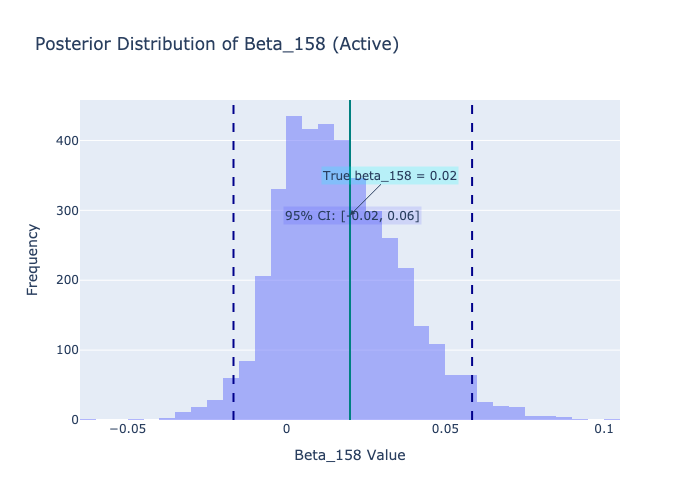 Posterior Distribution of Beta_158 (Active)
Frequency
400
300
200
100
0
True beta_158 = 0.02
95% CI: [-0.02, 0.06]
−0.05
0
0.05
0.1
Beta_158 Value